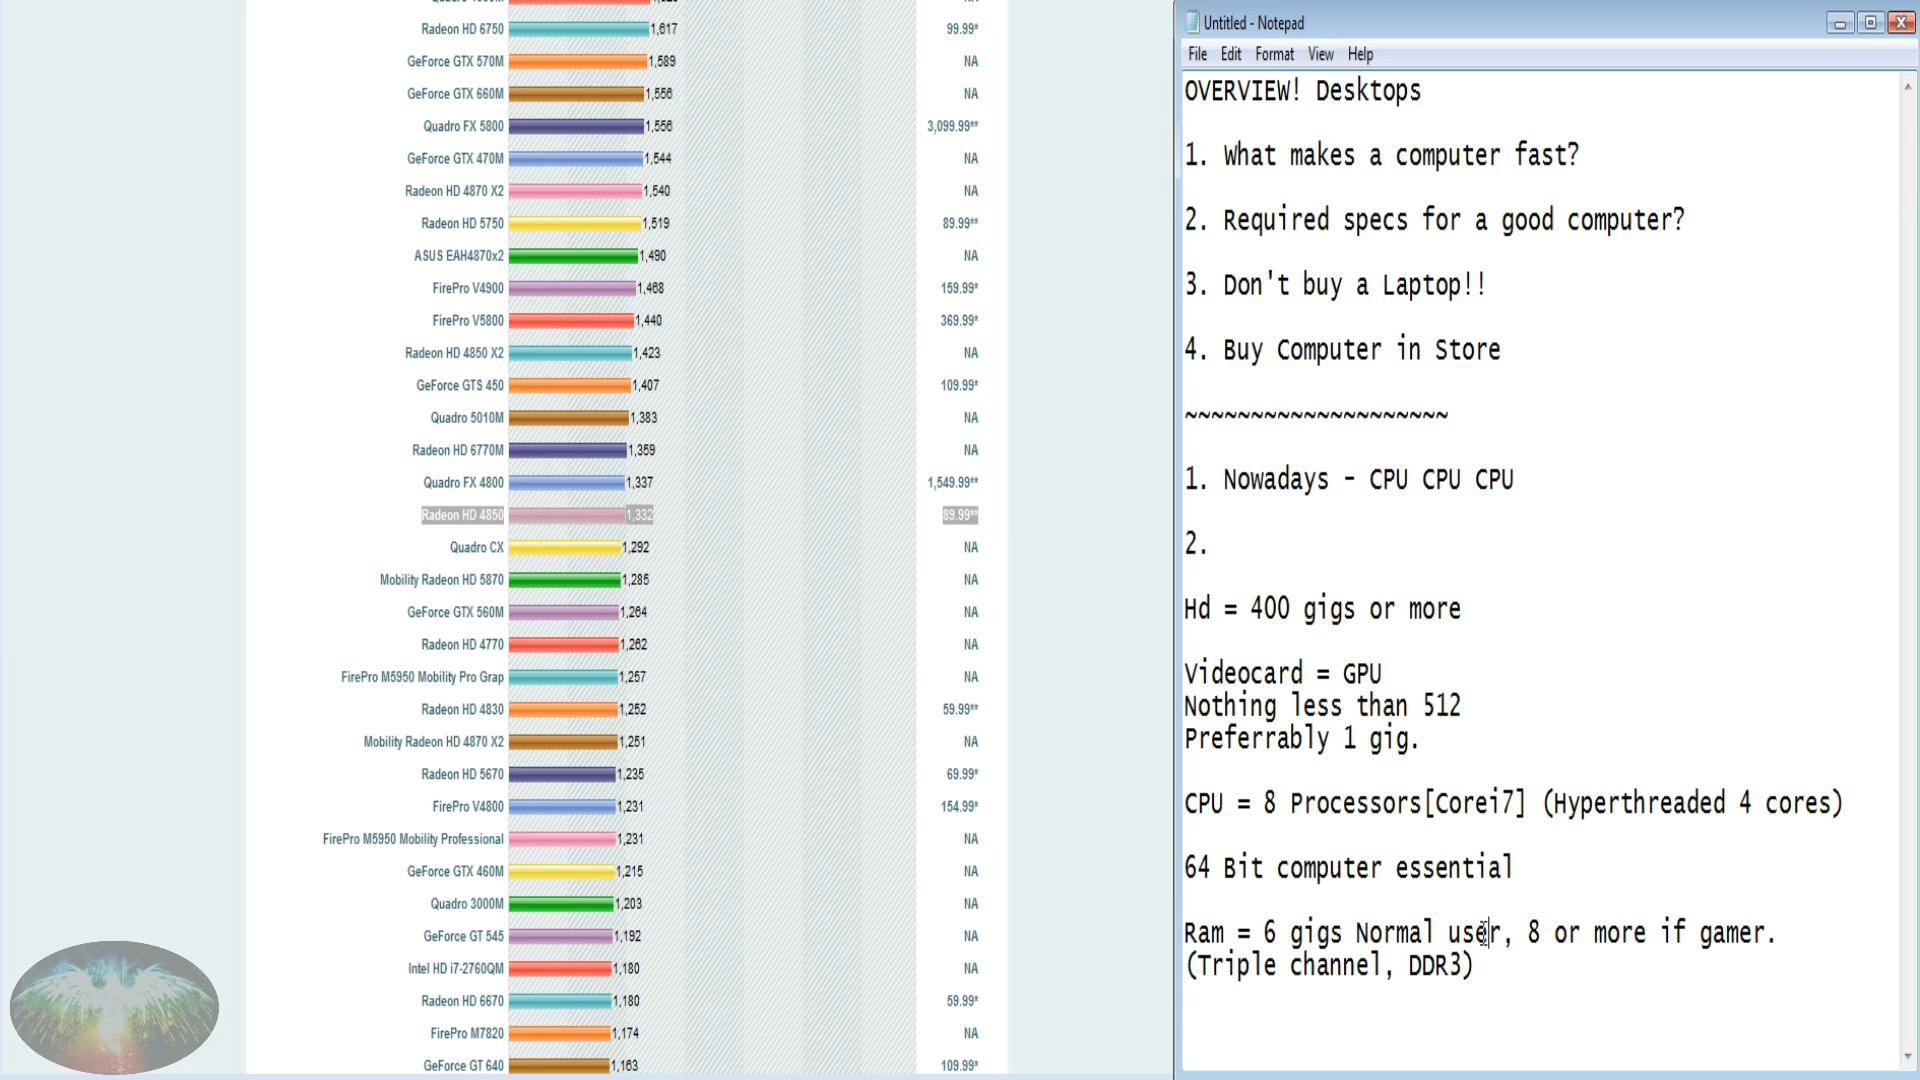 Radeon HD 6750 1,617 99.99*
GeForce GTX 570M 1,589 NA
GeForce GTX 660M 1,556 NA
Quadro FX 5800 1,556 3,099.99**
GeForce GTX 470M 1,544 NA
Radeon HD 4870 X2 1,540 NA
Radeon HD 5750 1,519 89.99**
ASUS EAH4870x2 1,490 NA
FirePro V4900 1,468 159.99*
FirePro V5800 1,440 369.99*
Radeon HD 4850 X2 1,423 NA
GeForce GTS 450 1,407 109.99*
Quadro 5010M 1,383 NA
Radeon HD 6770M 1,359 NA
Quadro FX 4800 1,337 1,549.99**
Radeon HD 4850 1,332 89.99**
Quadro CX 1,292 NA
Mobility Radeon HD 5870 1,285 NA
GeForce GTX 560M 1,264 NA
Radeon HD 4770 1,262 NA
FirePro M5950 Mobility Pro Grap 1,257 NA
Radeon HD 4830 1,252 59.99**
Mobility Radeon HD 4870 X2 1,251 NA
Radeon HD 5670 1,235 69.99*
FirePro V4800 1,231 154.99*
FirePro M5950 Mobility Professional 1,231 NA
GeForce GTX 460M 1,215 NA
Quadro 3000M 1,203 NA
GeForce GT 545 1,192 NA
Intel HD i7-2760QM 1,180 NA
Radeon HD 6670 1,180 59.99*
FirePro M7820 1,174 NA
GeForce GT 640 1,163 109.99*
Untitled - Notepad
File Edit Format View Help
OVERVIEW! Desktops
1. What makes a computer fast?
2. Required specs for a good computer?
3. Don't buy a Laptop!!
4. Buy Computer in Store
~~~~~~~~~~~~~~~~~~~~
1. Nowadays - CPU CPU CPU
2.
Hd = 400 gigs or more
Videocard = GPU
Nothing less than 512
Preferrably 1 gig.
CPU = 8 Processors[Corei7] (Hyperthreaded 4 cores)
64 Bit computer essential
Ram = 6 gigs Normal user, 8 or more if gamer.
(Triple channel, DDR3)